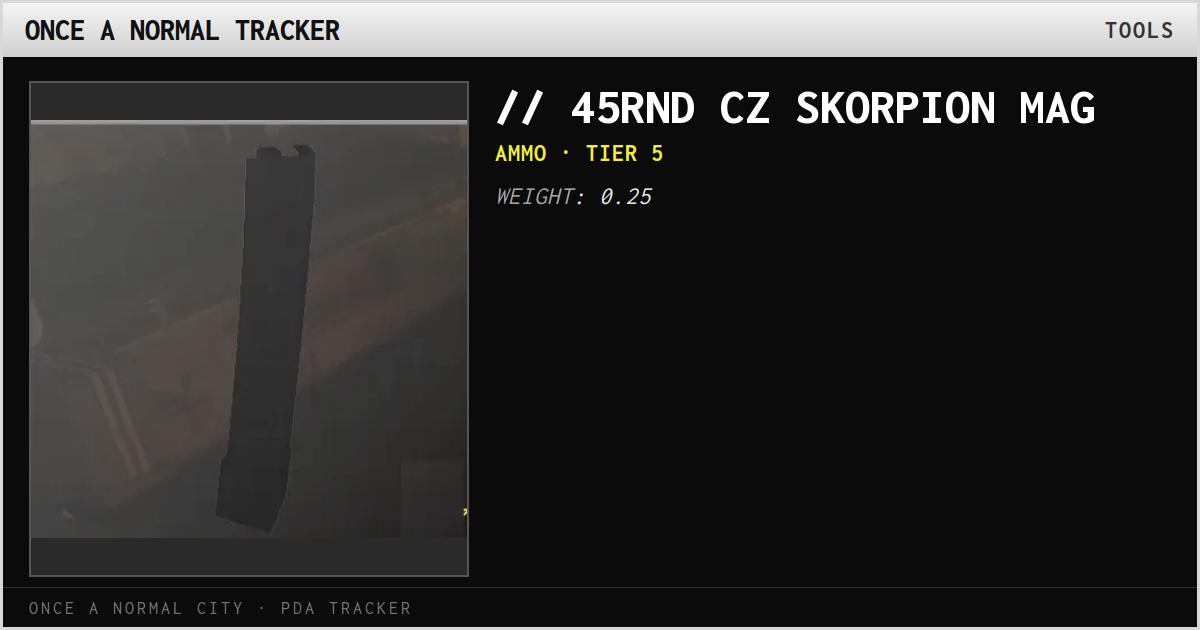 ONCE A NORMAL TRACKER
TOOLS
// 45RND CZ SKORPION MAG
AMMO · TIER 5
WEIGHT: 0.25
ONCE A NORMAL CITY · PDA TRACKER